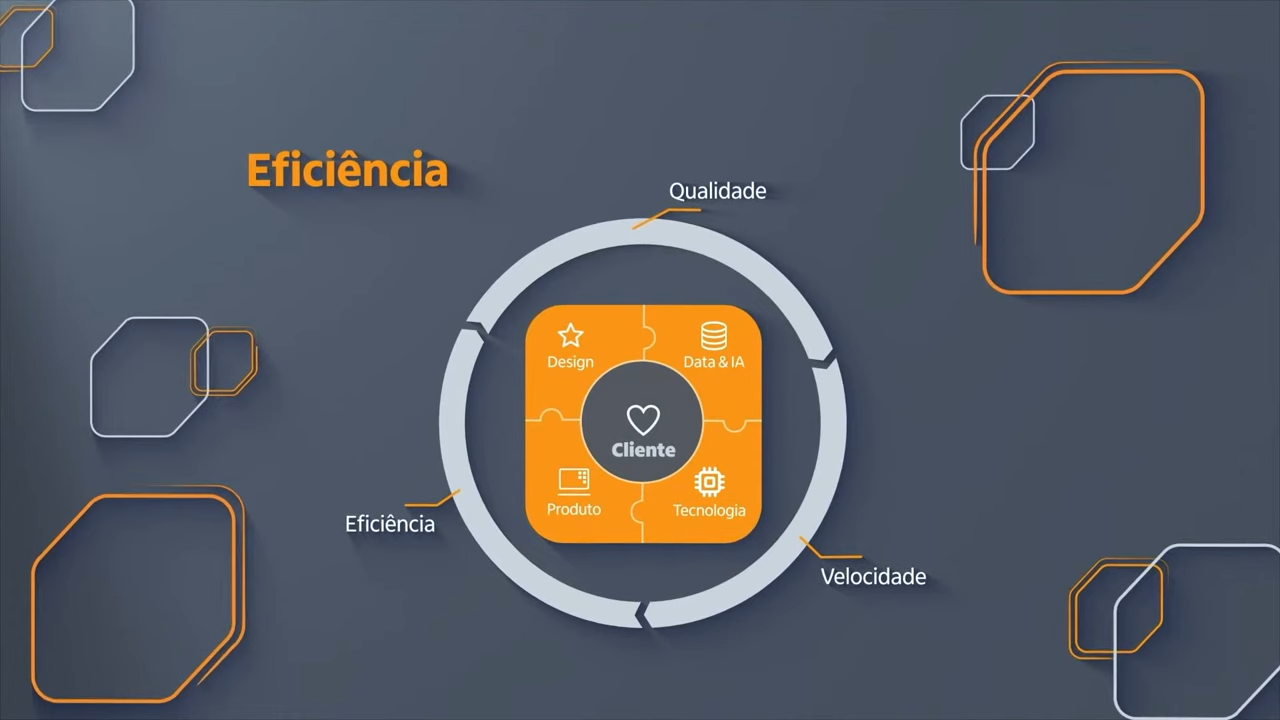 Eficiência
Qualidade
Design
Data & IA
Cliente
Produto
Tecnologia
Eficiência
Velocidade